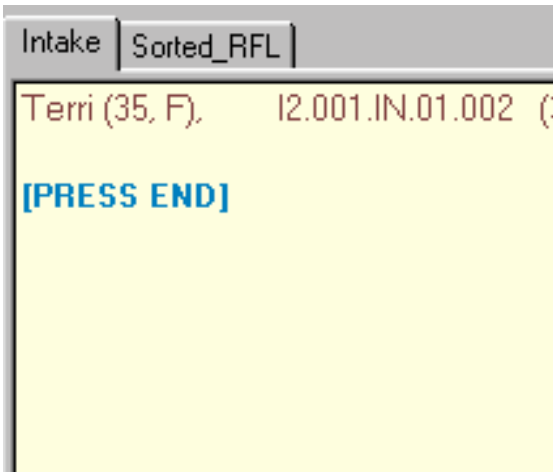 Intake Sorted_RFL
Terri (35, F), I2.001.IN.01.002 (
[PRESS END]